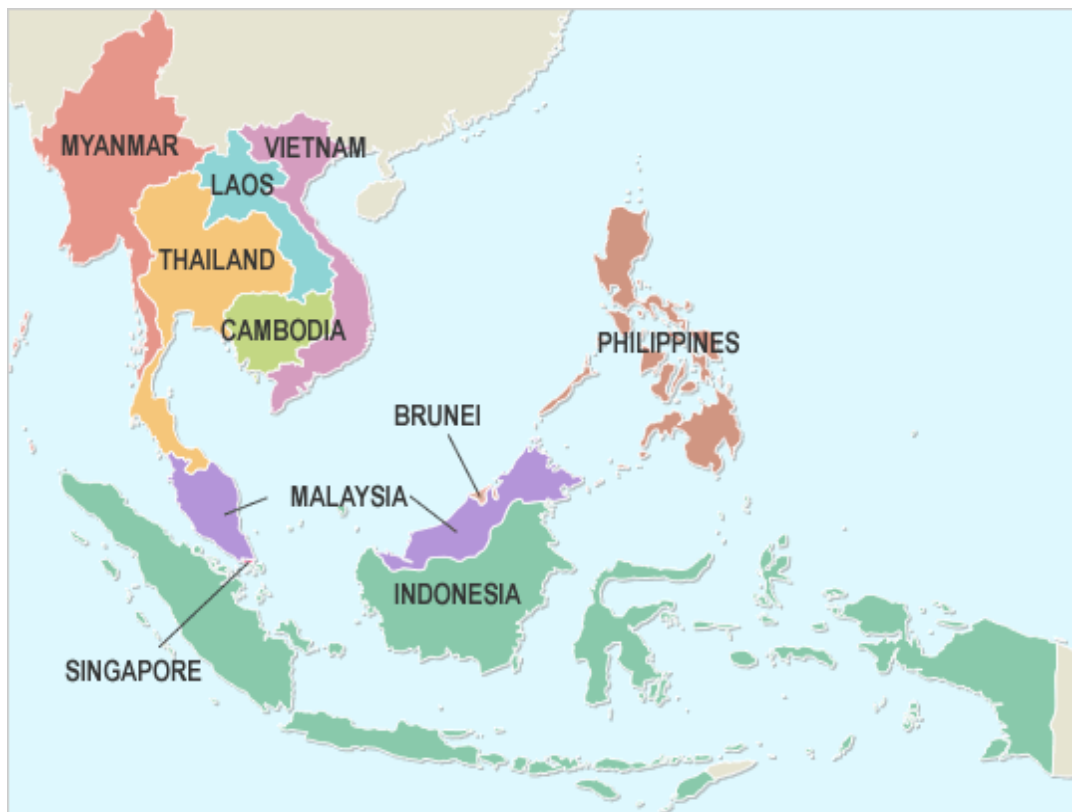 MYANMAR
VIETNAM
LAOS
THAILAND
CAMBODIA
PHILIPPINES
BRUNEI
MALAYSIA
INDONESIA
SINGAPORE